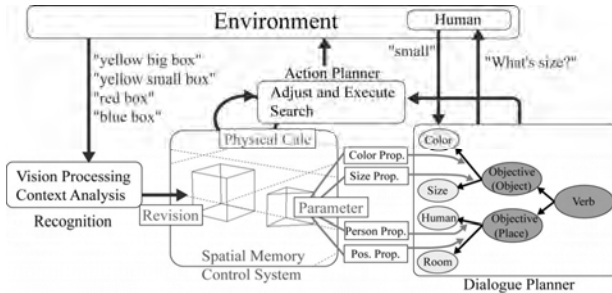 Environment
Human
"yellow big box"
"yellow small box"
"red box"
"blue box"
"small"
"What's size?"
Action Planner
Adjust and Execute
Search
Physical Calc
Vision Processing
Context Analysis
Recognition
Revision
Parameter
Spatial Memory
Control System
Color Prop.
Size Prop.
Person Prop.
Pos. Prop.
Color
Size
Human
Room
Objective
(Object)
Objective
(Place)
Verb
Dialogue Planner